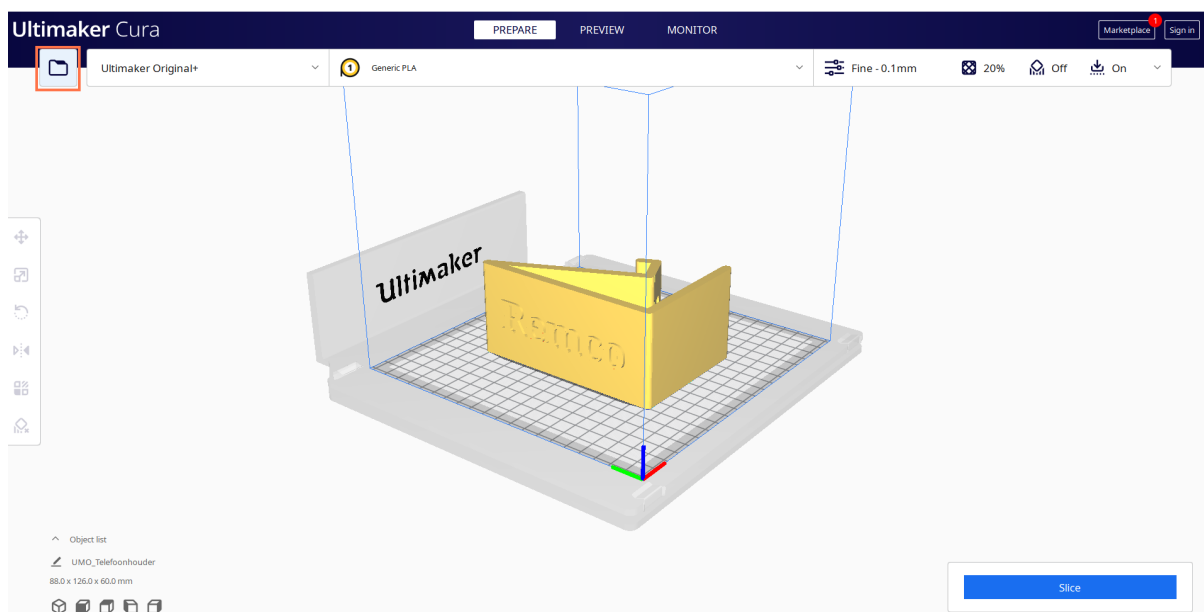 Ultimaker Cura
PREPARE PREVIEW MONITOR
Marketplace 1 Sign in
Ultimaker Original+
1 Generic PLA
Fine - 0.1mm 20% Off On
Ultimaker
Remco
Object list
UMO_Telefoonhouder
88.0 x 126.0 x 60.0 mm
Slice